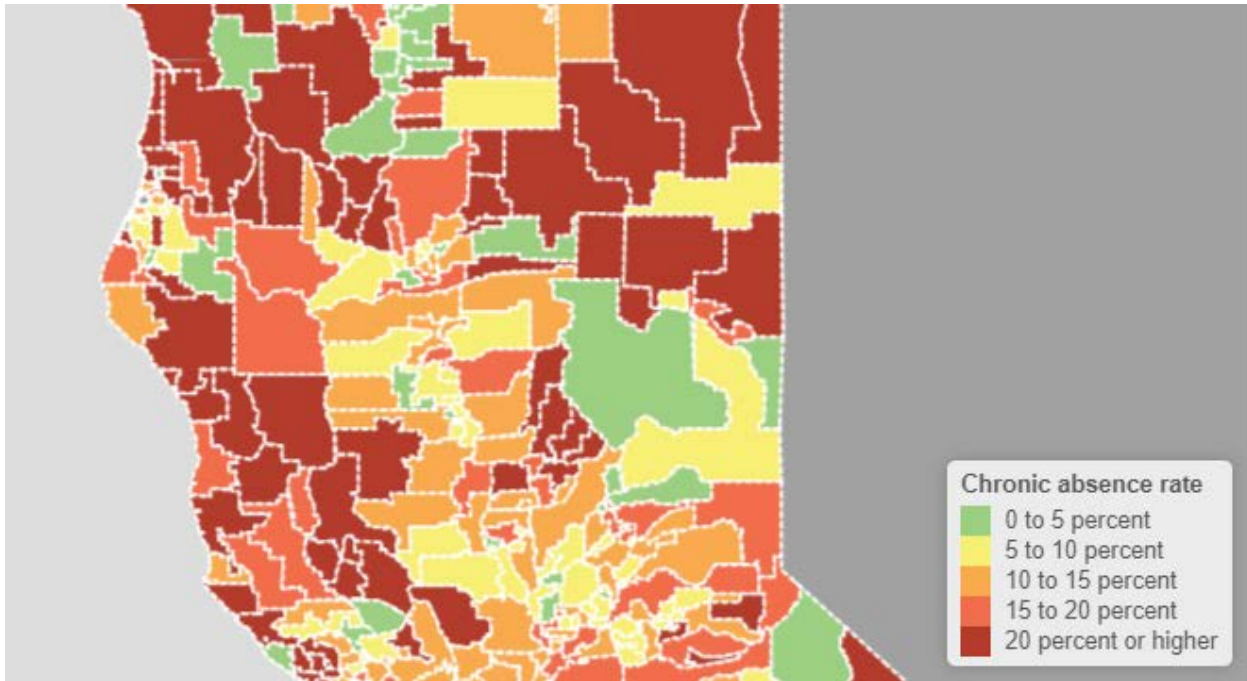 Chronic absence rate
0 to 5 percent
5 to 10 percent
10 to 15 percent
15 to 20 percent
20 percent or higher